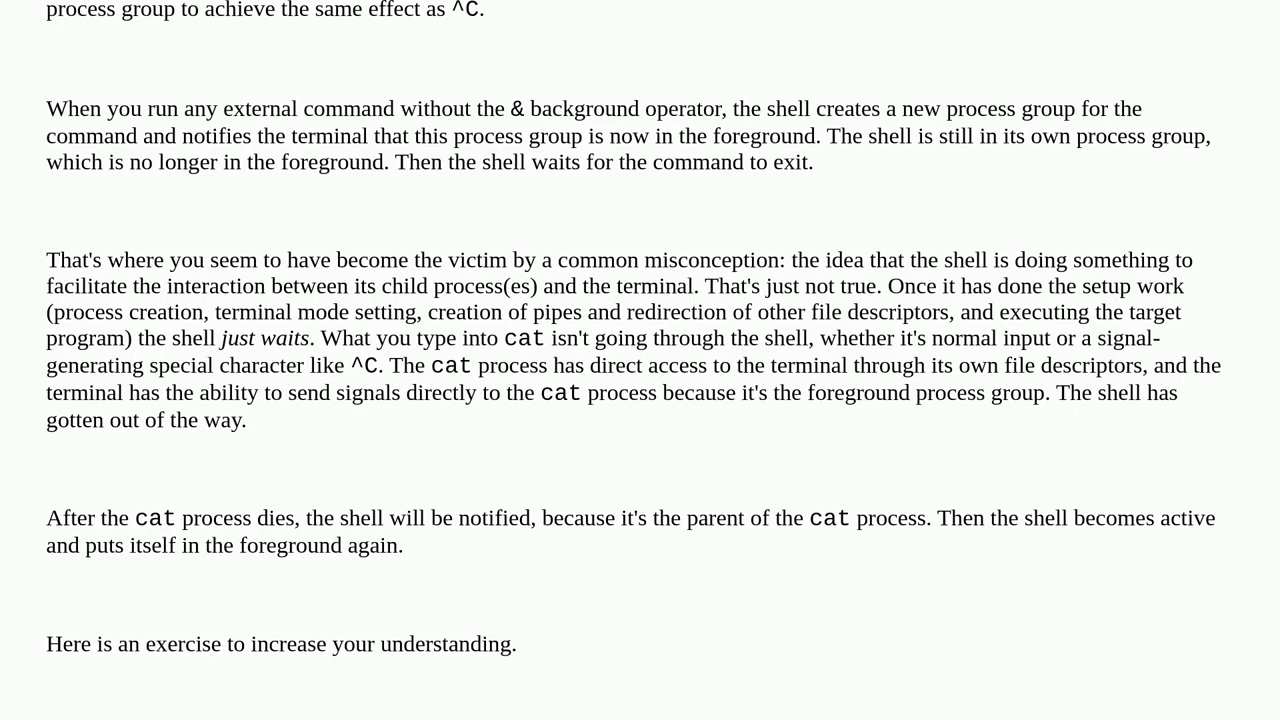 process group to achieve the same effect as ^C.
When you run any external command without the & background operator, the shell creates a new process group for the
command and notifies the terminal that this process group is now in the foreground. The shell is still in its own process group,
which is no longer in the foreground. Then the shell waits for the command to exit.
That's where you seem to have become the victim by a common misconception: the idea that the shell is doing something to
facilitate the interaction between its child process(es) and the terminal. That's just not true. Once it has done the setup work
(process creation, terminal mode setting, creation of pipes and redirection of other file descriptors, and executing the target
program) the shell just waits. What you type into cat isn't going through the shell, whether it's normal input or a signal-
generating special character like ^C. The cat process has direct access to the terminal through its own file descriptors, and the
terminal has the ability to send signals directly to the cat process because it's the foreground process group. The shell has
gotten out of the way.
After the cat process dies, the shell will be notified, because it's the parent of the cat process. Then the shell becomes active
and puts itself in the foreground again.
Here is an exercise to increase your understanding.